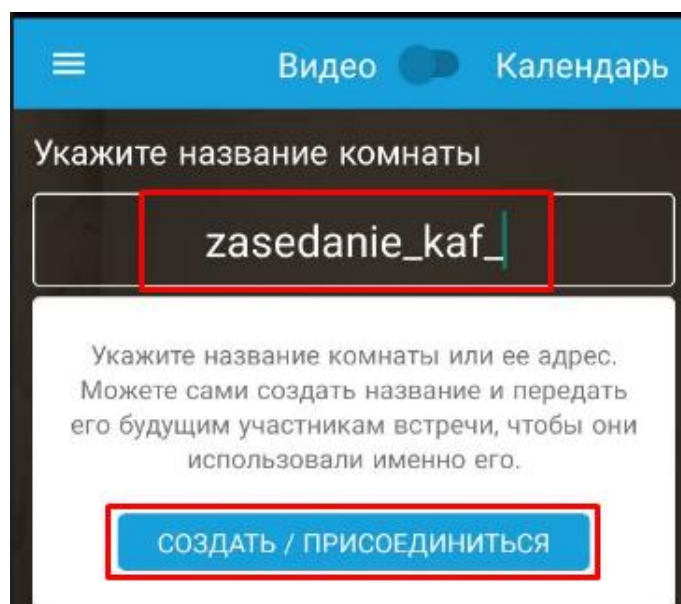 Видео Календарь
Укажите название комнаты
zasedanie_kaf_
Укажите название комнаты или ее адрес.
Можете сами создать название и передать
его будущим участникам встречи, чтобы они
использовали именно его.
СОЗДАТЬ / ПРИСОЕДИНИТЬСЯ